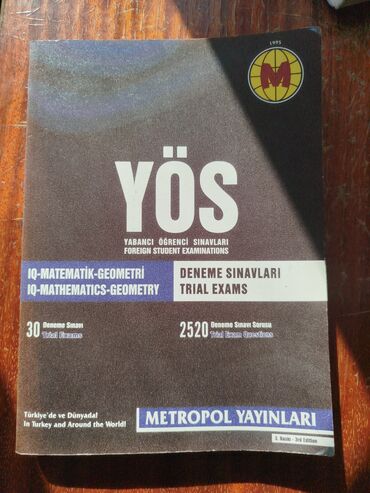 1995
M
YÖS
YABANCI ÖĞRENCİ SINAVLARI
FOREIGN STUDENT EXAMINATIONS
IQ-MATEMATİK-GEOMETRİ
IQ-MATHEMATICS-GEOMETRY
DENEME SINAVLARI
TRIAL EXAMS
30 Deneme Sınavı
Trial Exams
2520 Deneme Sınavı Sorusu
Trial Exam Questions
Türkiye'de ve Dünyada!
In Turkey and Around the World!
METROPOL YAYINLARI
3. Baskı - 3rd Edition